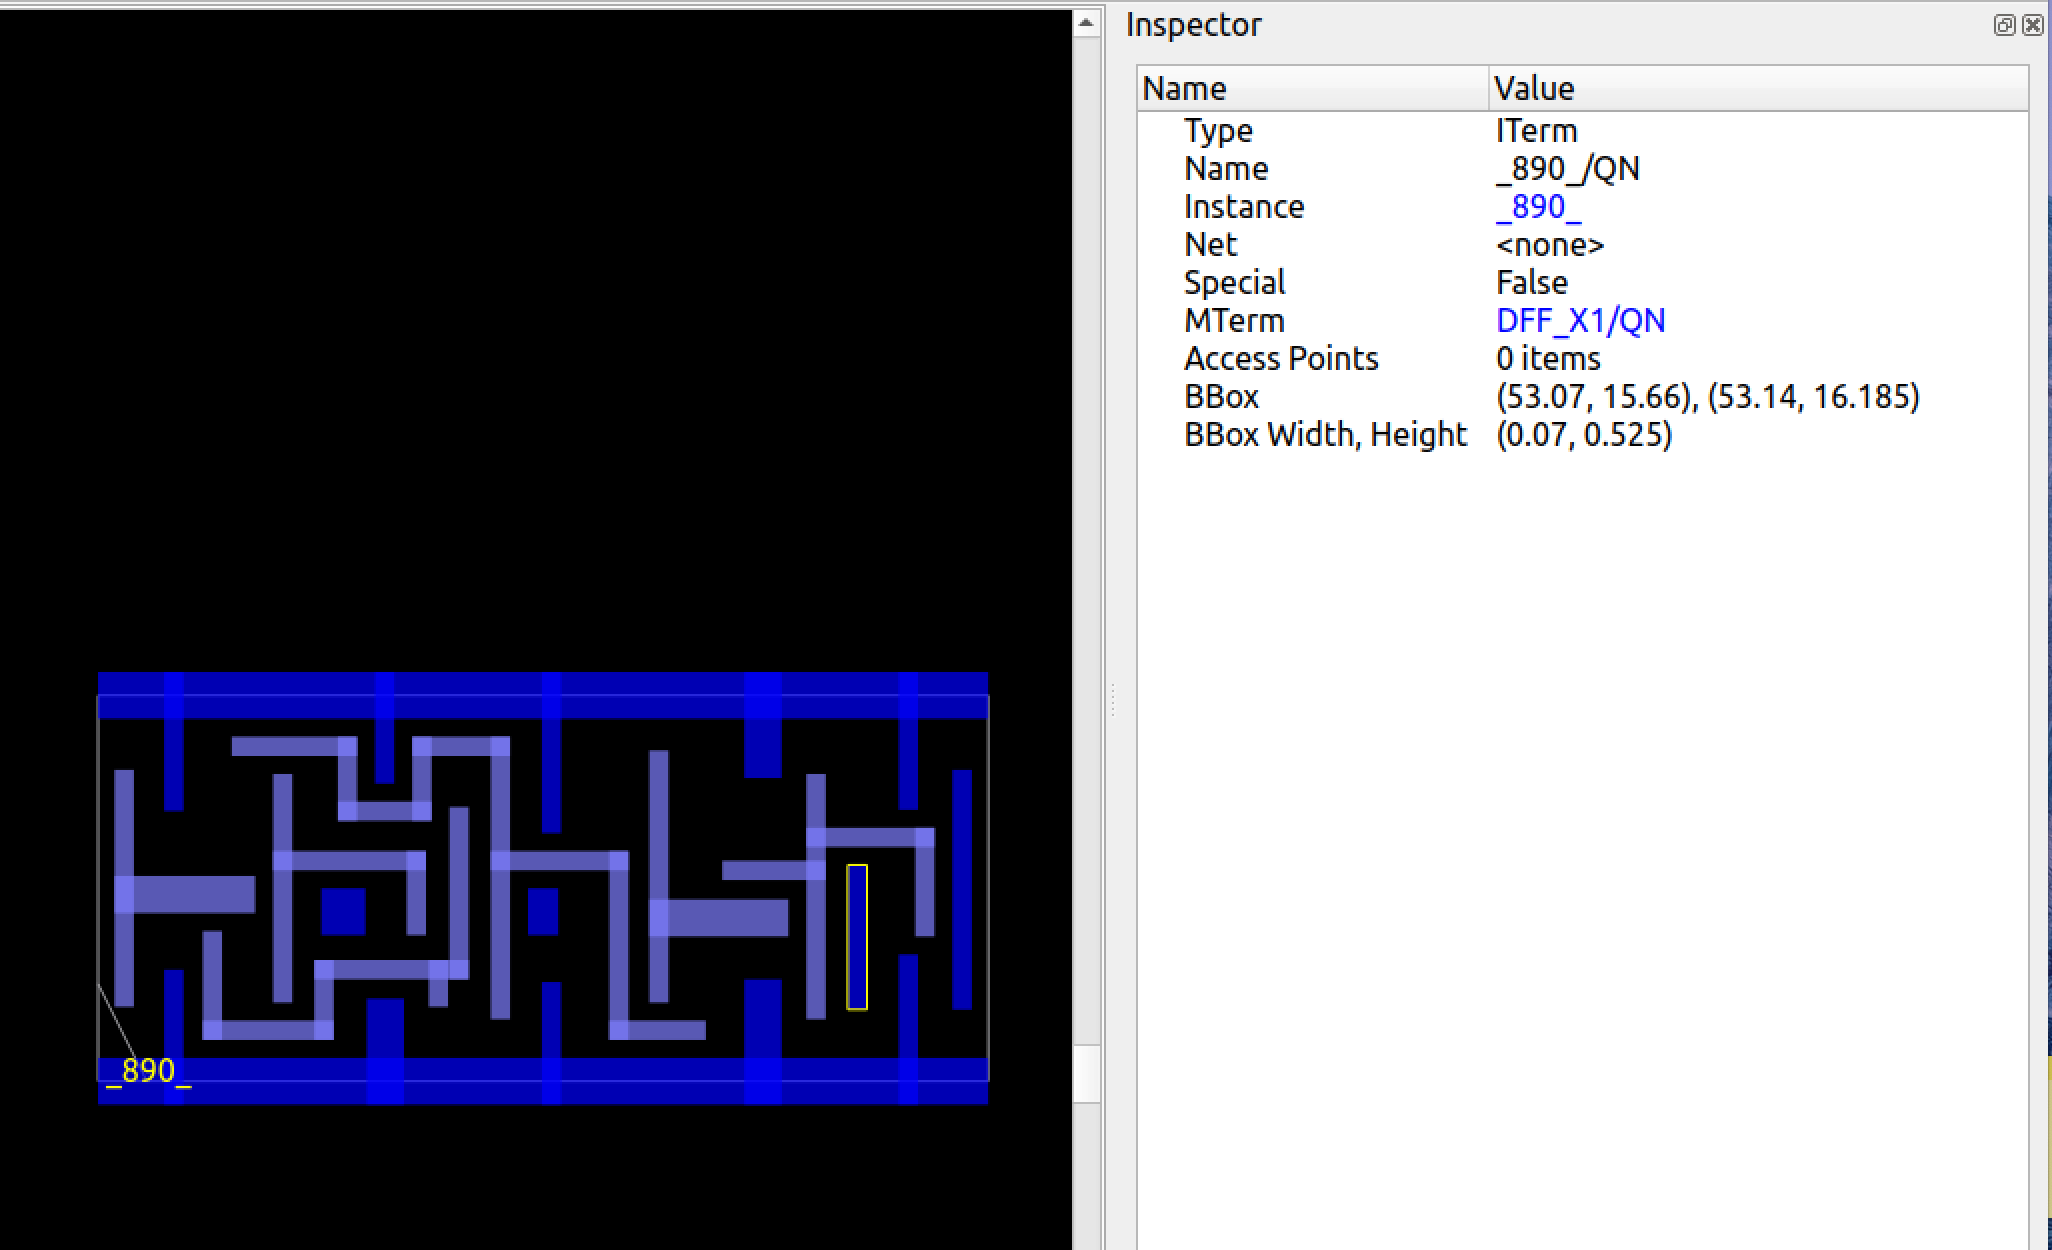 Inspector
Name Value
Type ITerm
Name _890_/QN
Instance _890_
Net <none>
Special False
MTerm DFF_X1/QN
Access Points 0 items
BBox (53.07, 15.66), (53.14, 16.185)
BBox Width, Height (0.07, 0.525)
_890_